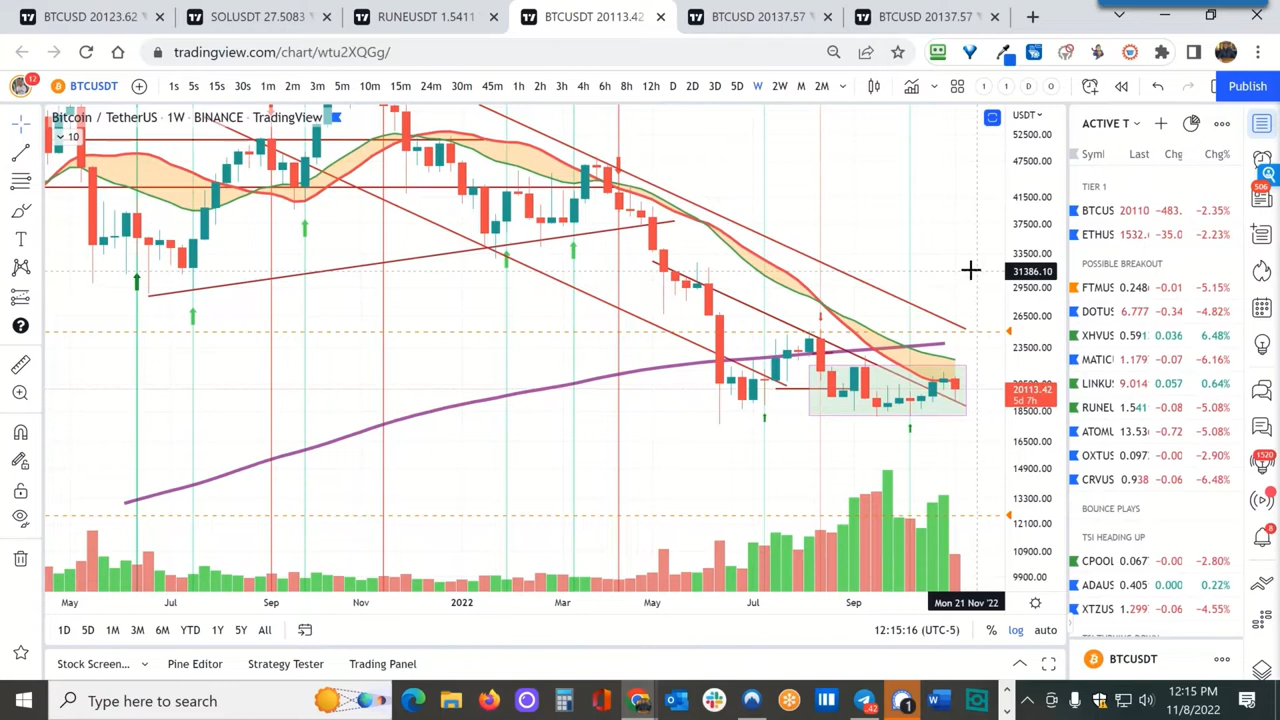 BTCUSDT 20123.62
SOLUSDT 27.5083
RUNEUSDT 1.5411
BTCUSDT 20113.42
BTCUSD 20137.57
BTCUSD 20137.57
tradingview.com/chart/wtu2XQGg/
12
BTCUSDT
1s 5s 15s 30s 1m 2m 3m 5m 10m 15m 24m 30m 45m 1h 2h 3h 4h 6h 8h 12h D 2D 3D 5D W 2W M 2M
1 1 D O
Publish
Bitcoin / TetherUS · 1W · BINANCE · TradingView
10
USDT
52500.00
47500.00
41500.00
37500.00
33500.00
31386.10
29500.00
26500.00
23500.00
20113.42
5d 7h
18500.00
16500.00
14900.00
13300.00
12100.00
10900.00
9900.00
ACTIVE T
Symb Last Chg Chg%
TIER 1
BTCUS 20110 -483. -2.35%
ETHUS 1532. -35.0 -2.23%
POSSIBLE BREAKOUT
FTMUS 0.248 -0.01 -5.15%
DOTUS 6.777 -0.34 -4.82%
XHVUS 0.591 0.036 6.48%
MATIC 1.179 -0.07 -6.16%
LINKUS 9.014 0.057 0.64%
RUNEU 1.541 -0.08 -5.08%
ATOMU 13.53 -0.72 -5.08%
OXTUS 0.097 -0.00 -2.90%
CRVUS 0.938 -0.06 -6.48%
BOUNCE PLAYS
TSI HEADING UP
CPOOL 0.067 -0.00 -2.80%
ADAUS 0.405 0.000 0.22%
XTZUS 1.299 -0.06 -4.55%
506
1520
8
May Jul Sep Nov 2022 Mar May Jul Sep
Mon 21 Nov '22
1D 5D 1M 3M 6M YTD 1Y 5Y All
12:15:16 (UTC-5)
% log auto
Stock Screen...
Pine Editor
Strategy Tester
Trading Panel
BTCUSDT
Type here to search
42
1
12:15 PM
11/8/2022